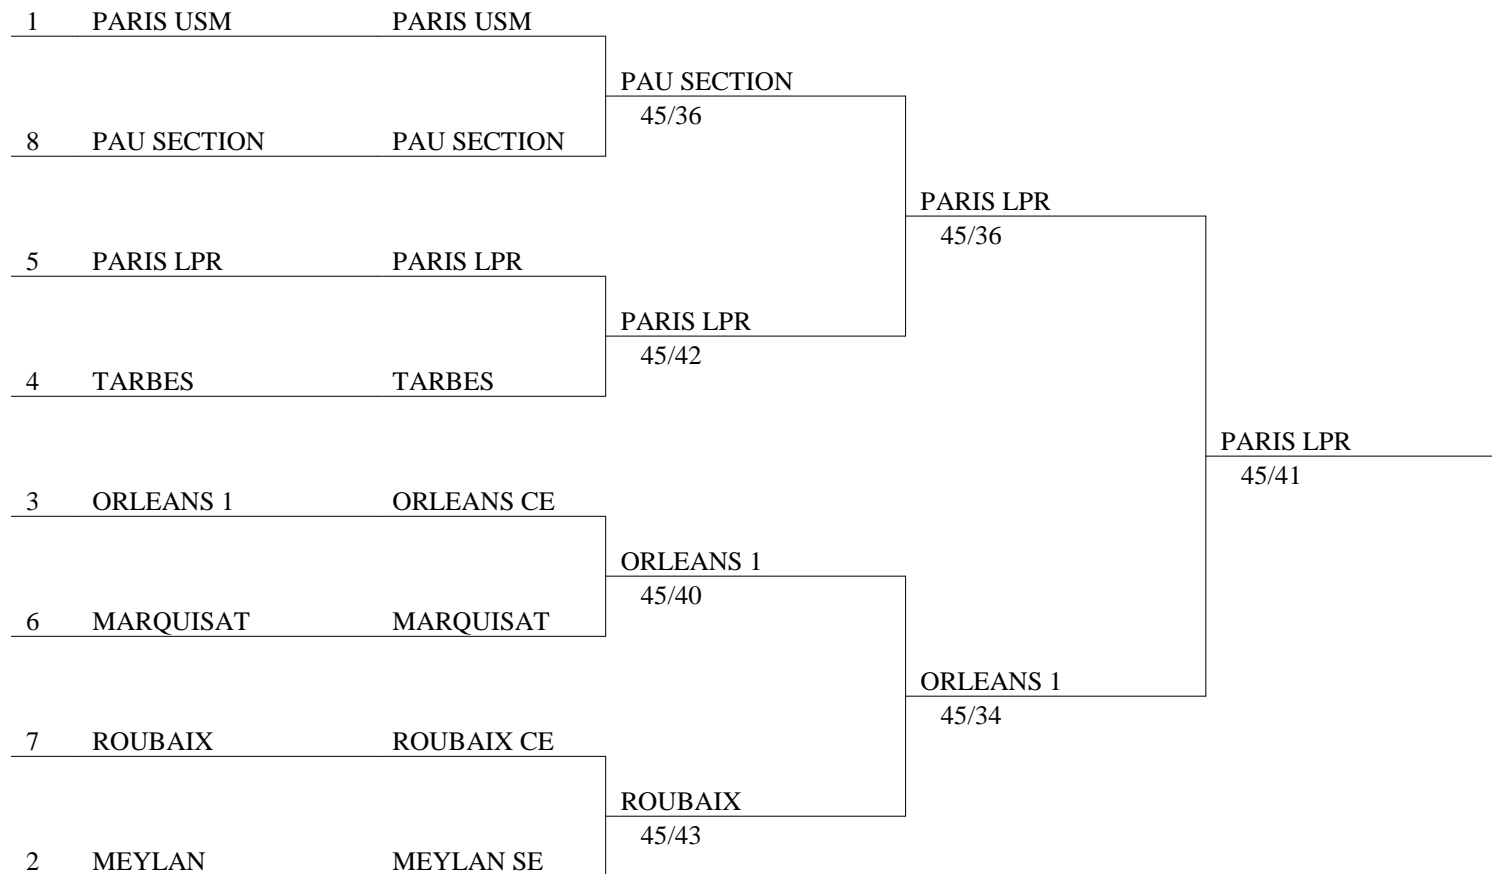 1 PARIS USM PARIS USM
PAU SECTION
45/36
8 PAU SECTION PAU SECTION
PARIS LPR
45/36
5 PARIS LPR PARIS LPR
PARIS LPR
45/42
4 TARBES TARBES
PARIS LPR
45/41
3 ORLEANS 1 ORLEANS CE
ORLEANS 1
45/40
6 MARQUISAT MARQUISAT
ORLEANS 1
45/34
7 ROUBAIX ROUBAIX CE
ROUBAIX
45/43
2 MEYLAN MEYLAN SE